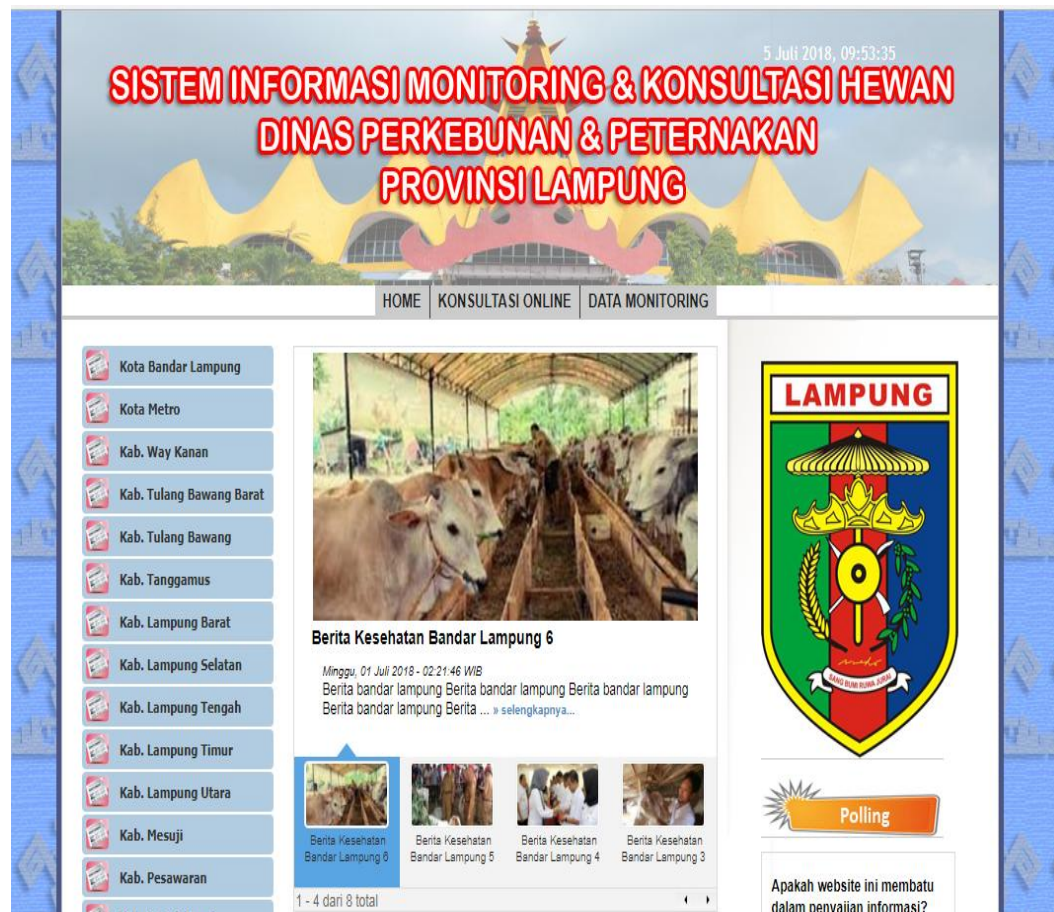 5 Juli 2018, 09:53:35
SISTEM INFORMASI MONITORING & KONSULTASI HEWAN
DINAS PERKEBUNAN & PETERNAKAN
PROVINSI LAMPUNG
HOME KONSULTASI ONLINE DATA MONITORING
Kota Bandar Lampung
Kota Metro
Kab. Way Kanan
Kab. Tulang Bawang Barat
Kab. Tulang Bawang
Kab. Tanggamus
Kab. Lampung Barat
Kab. Lampung Selatan
Kab. Lampung Tengah
Kab. Lampung Timur
Kab. Lampung Utara
Kab. Mesuji
Kab. Pesawaran
Berita Kesehatan Bandar Lampung 6
Minggu, 01 Juli 2018 - 02:21:46 WIB
Berita bandar lampung Berita bandar lampung Berita bandar lampung
Berita bandar lampung Berita ... » selengkapnya...
Berita Kesehatan
Bandar Lampung 6
Berita Kesehatan
Bandar Lampung 5
Berita Kesehatan
Bandar Lampung 4
Berita Kesehatan
Bandar Lampung 3
1 - 4 dari 8 total
LAMPUNG
SANG BUMI RUWA JURAI
Polling
Apakah website ini membatu
dalam penyajian informasi?